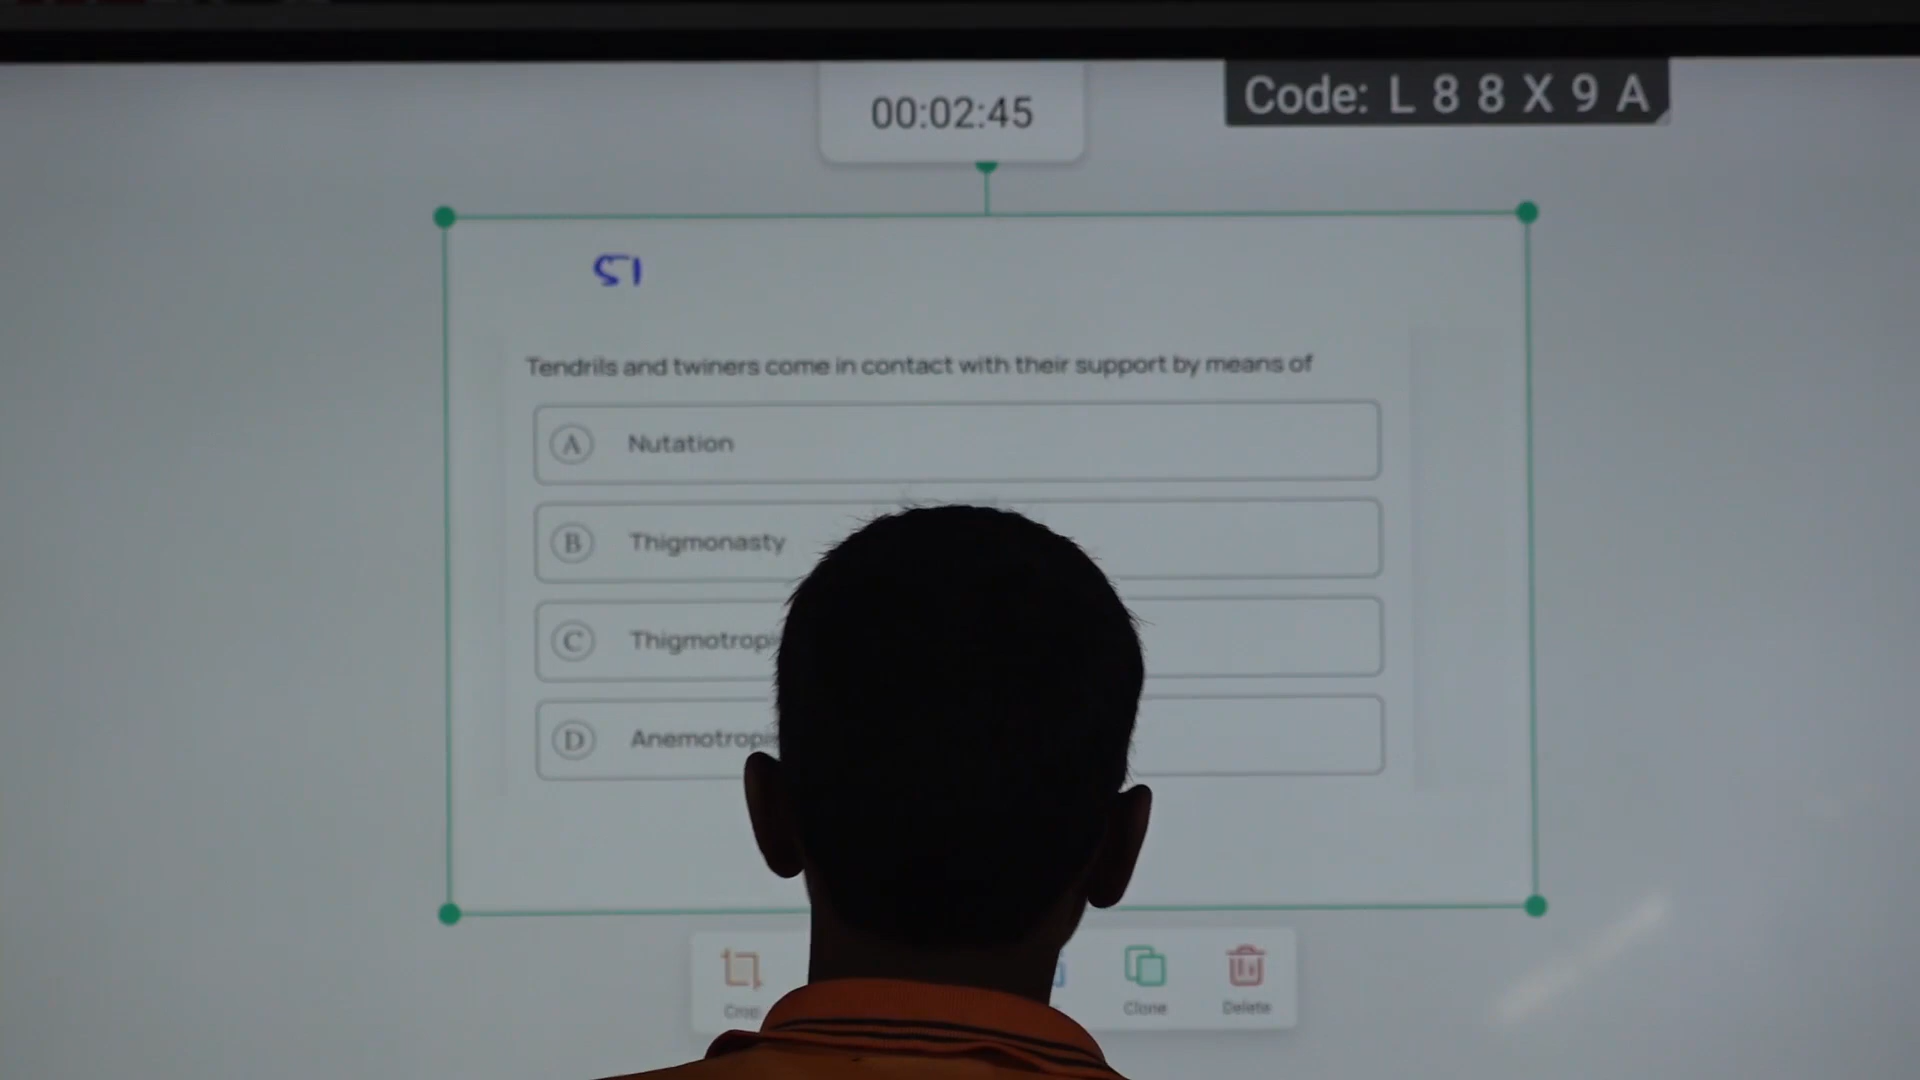 00:02:45
Code: L 8 8 X 9 A
51
Tendrils and twiners come in contact with their support by means of
A Nutation
B Thigmonasty
C
D
Crop
Clone
Delete